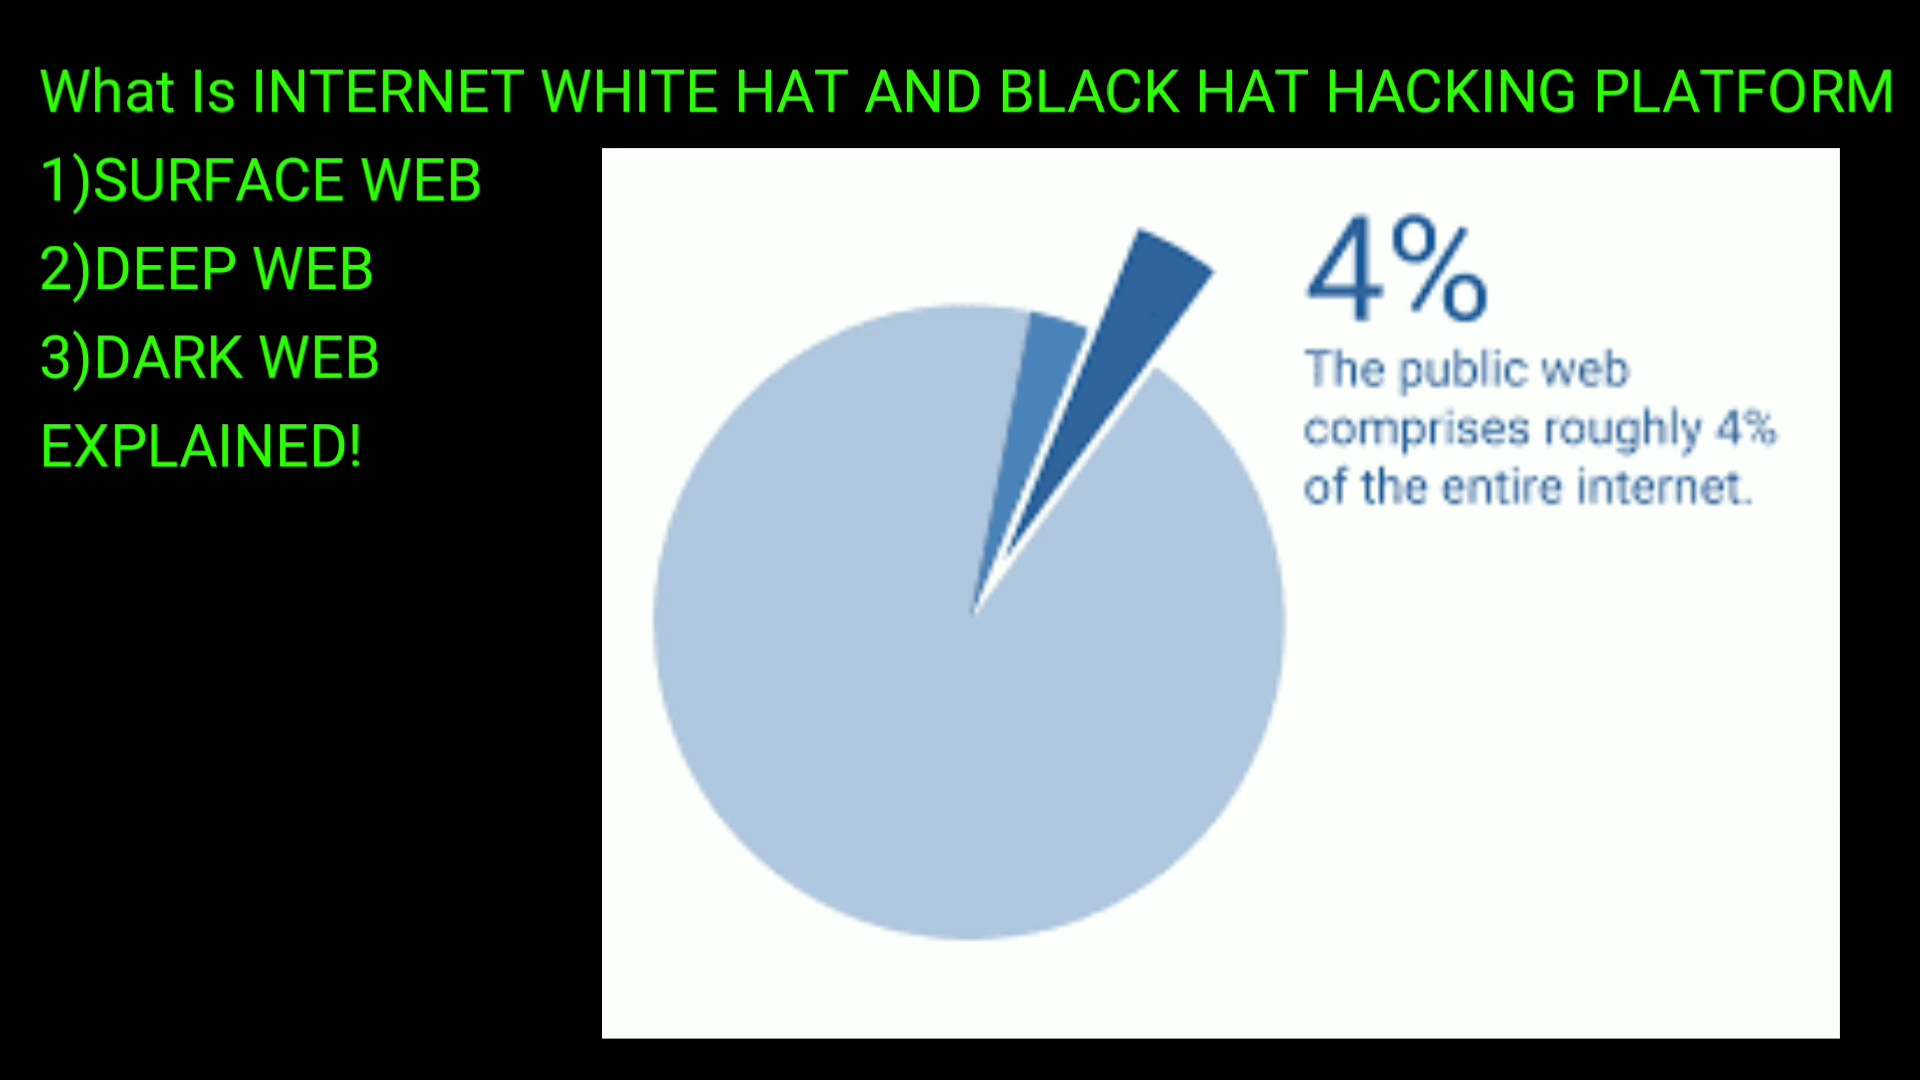 What Is INTERNET WHITE HAT AND BLACK HAT HACKING PLATFORM
1)SURFACE WEB
2)DEEP WEB
3)DARK WEB
EXPLAINED!
4%
The public web
comprises roughly 4%
of the entire internet.